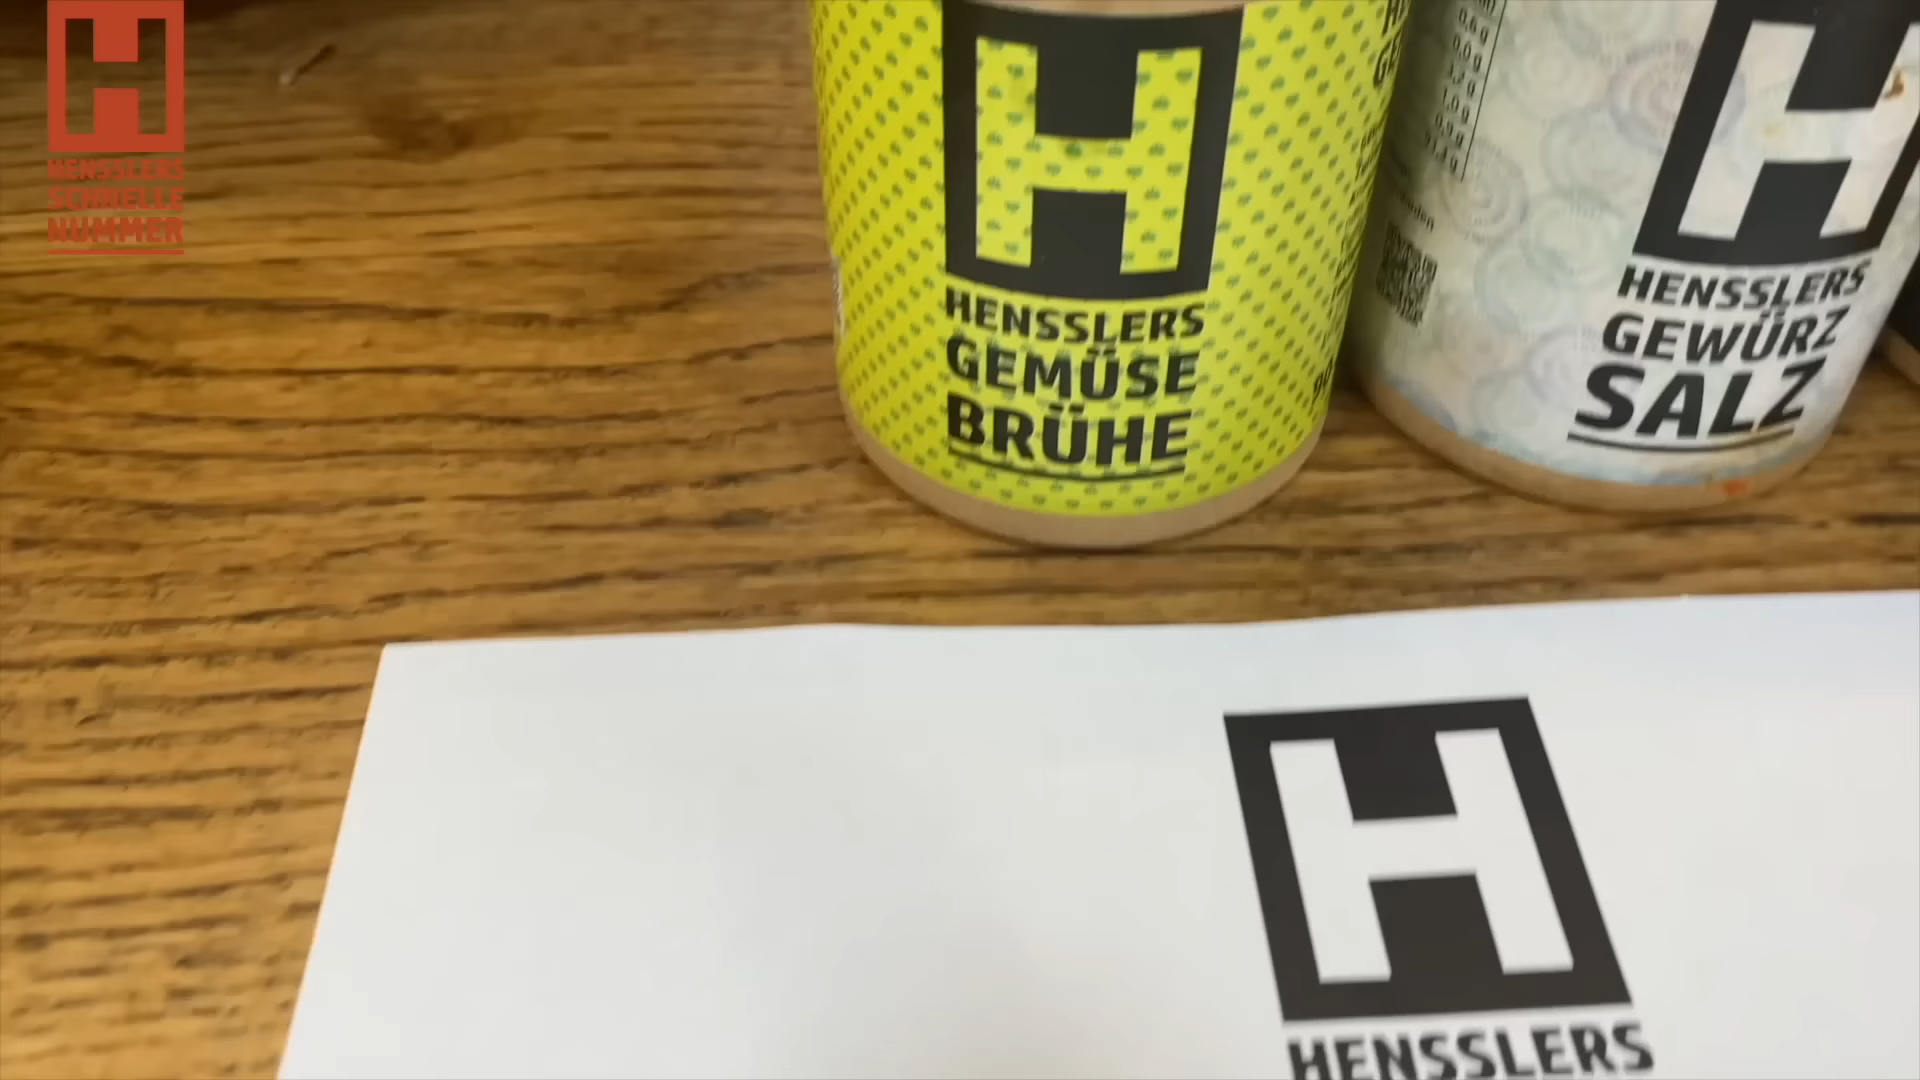 H
HENSSLERS
SCHNELLE
NUMMER
H
HENSSLERS
GEMÜSE
BRÜHE
H
HENSSLERS
GEWÜRZ
SALZ
H
HENSSLERS